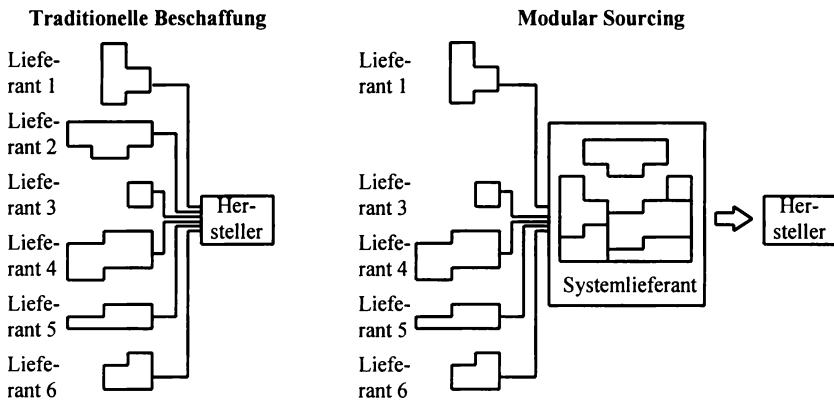 Traditionelle Beschaffung
Liefe-
rant 1
Liefe-
rant 2
Liefe-
rant 3
Liefe-
rant 4
Liefe-
rant 5
Liefe-
rant 6
Her-
steller
Modular Sourcing
Liefe-
rant 1
Liefe-
rant 3
Liefe-
rant 4
Liefe-
rant 5
Liefe-
rant 6
Systemlieferant
Her-
steller